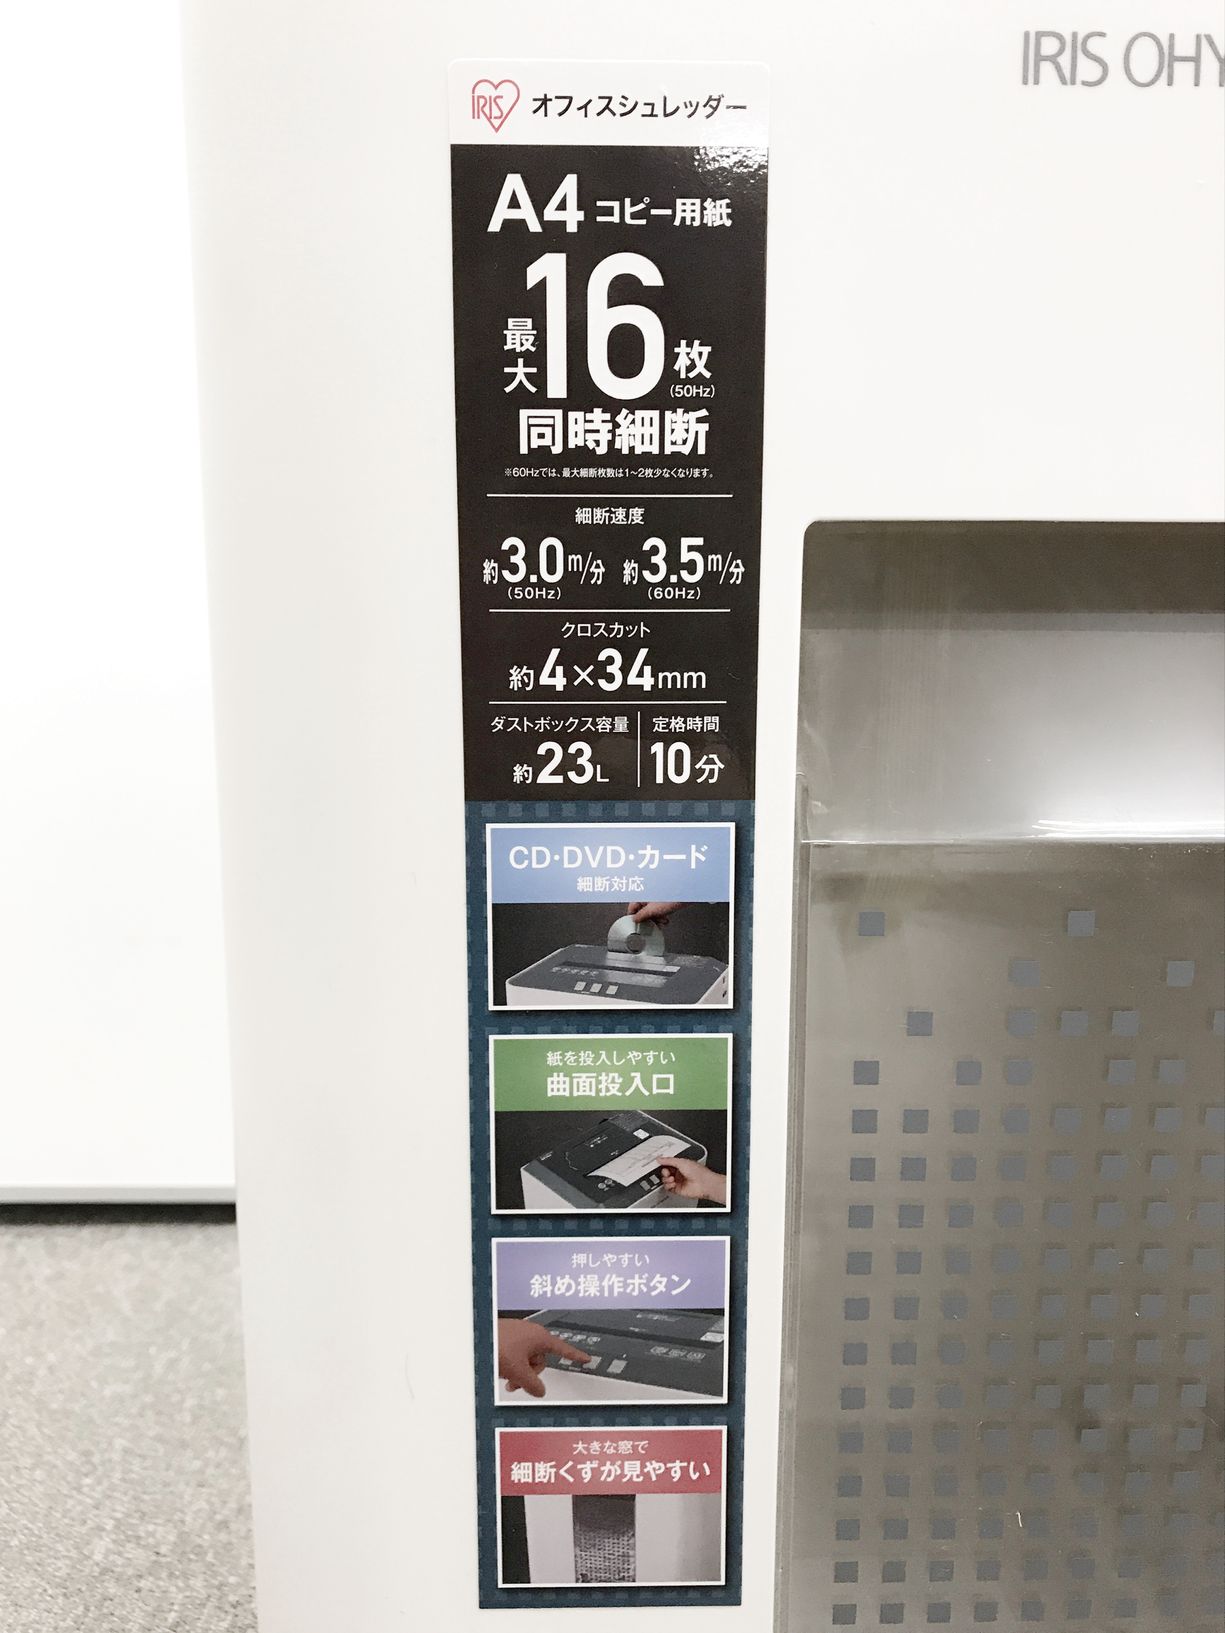 IRIS OHY
IRIS オフィスシュレッダー
A4 コピー用紙
最大16枚
(50Hz)
同時細断
※60Hzでは、最大細断枚数は1～2枚少なくなります。
細断速度
約3.0m/分 約3.5m/分
(50Hz) (60Hz)
クロスカット
約4×34mm
ダストボックス容量 定格時間
約23L 10分
CD・DVD・カード
細断対応
紙を投入しやすい
曲面投入口
押しやすい
斜め操作ボタン
大きな窓で
細断くずが見やすい